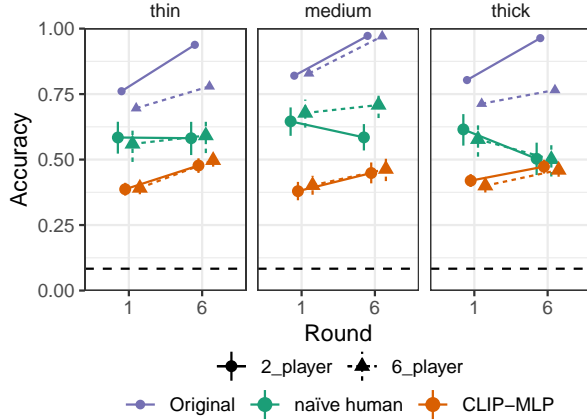 thin medium thick
1.00
0.75
0.50
0.25
0.00
Accuracy
1 6 1 6 1 6
Round
2_player 6_player
Original naïve human CLIP−MLP